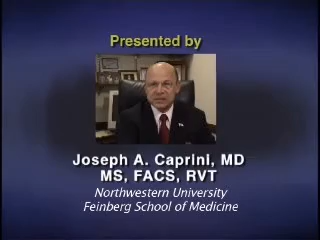 Presented by
Joseph A. Caprini, MD
MS, FACS, RVT
Northwestern University
Feinberg School of Medicine